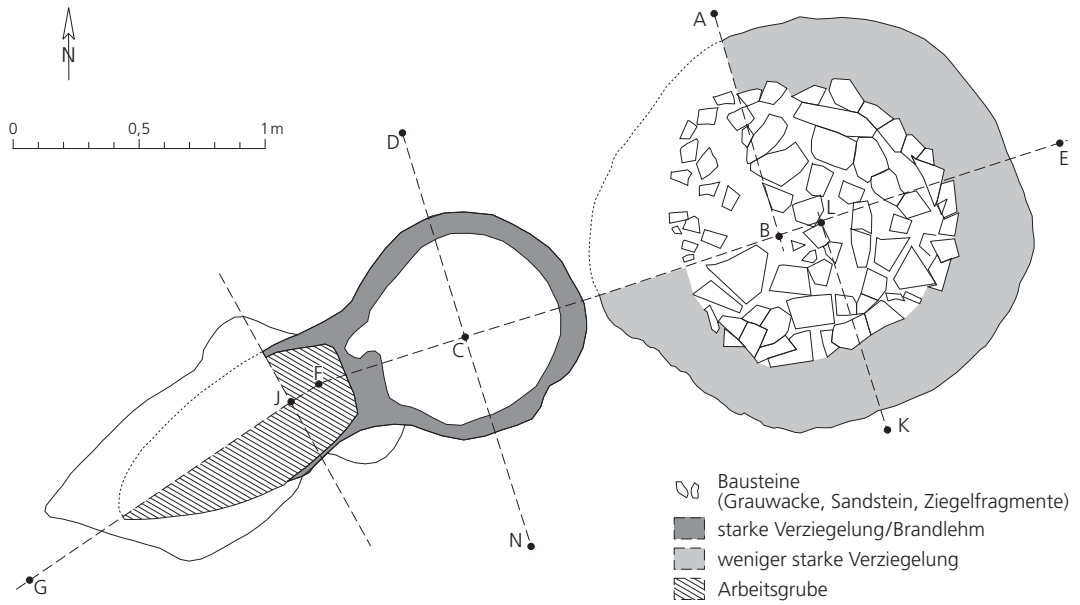 A
N
0 0,5 1 m
D
E
L
B
C
F
J
K
N
G
Bausteine
(Grauwacke, Sandstein, Ziegelfragmente)
starke Verziegelung/Brandlehm
weniger starke Verziegelung
Arbeitsgrube